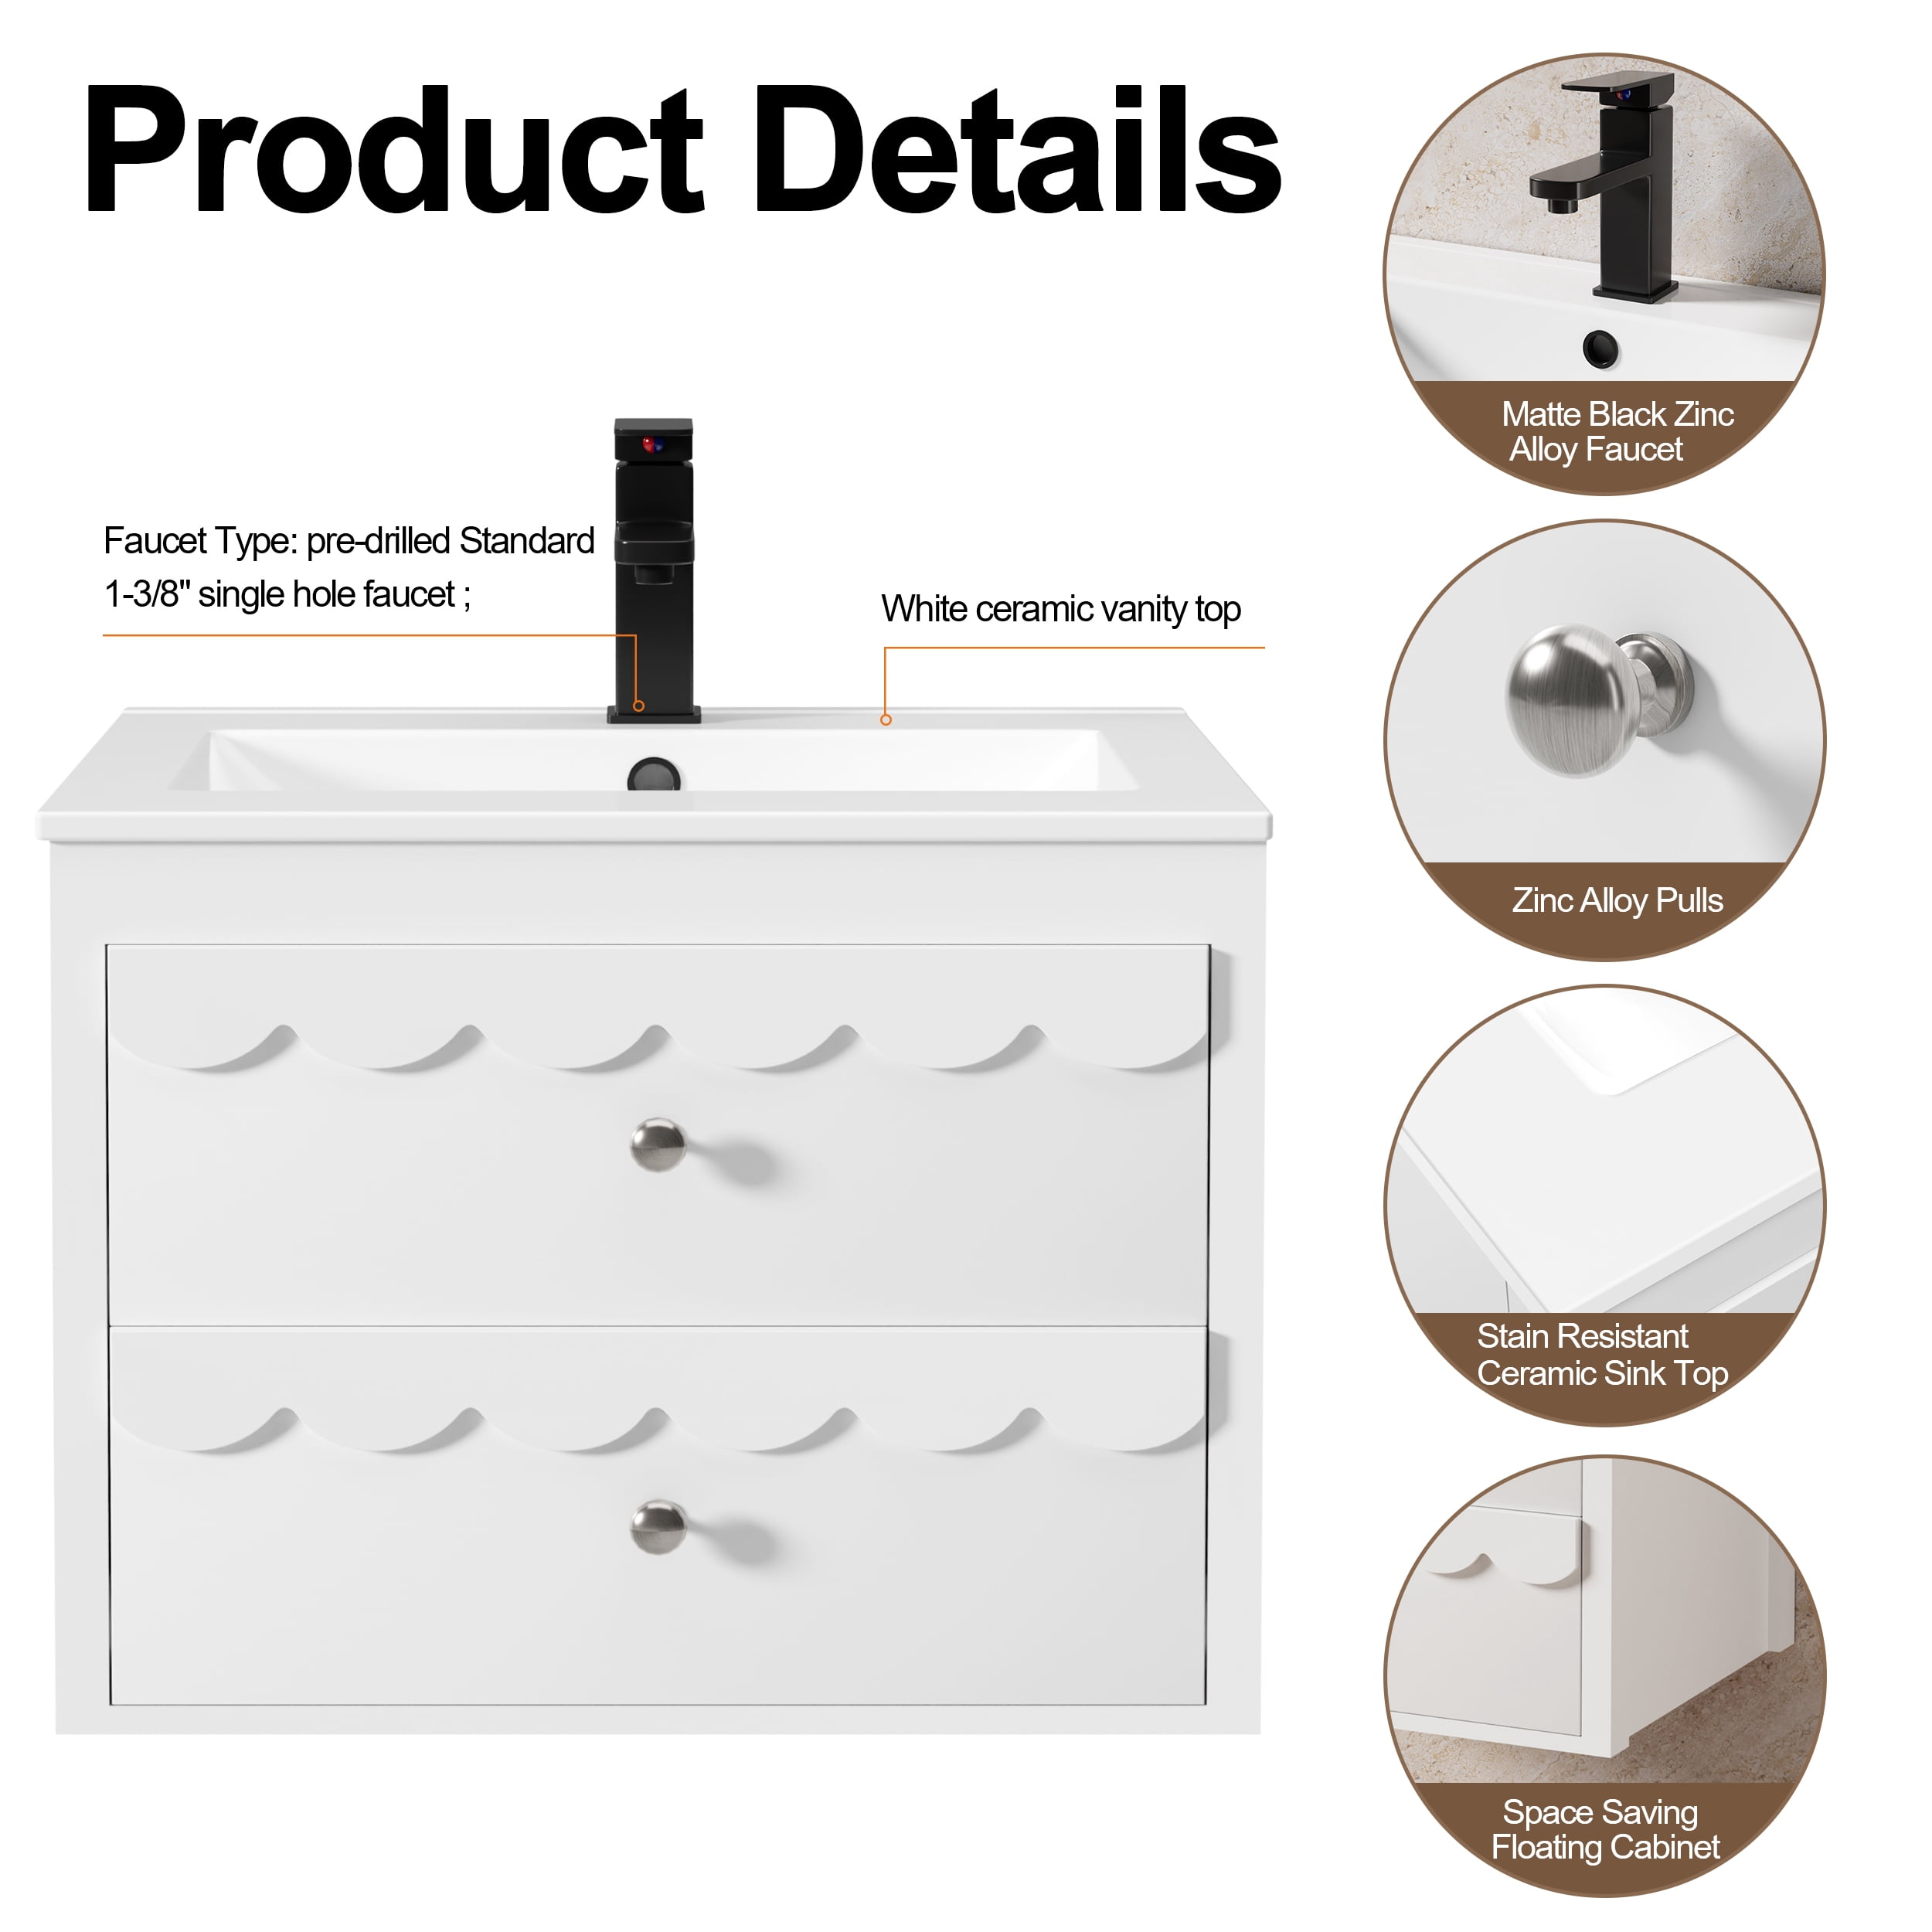 Product Details
Faucet Type: pre-drilled Standard
1-3/8" single hole faucet ;
White ceramic vanity top
Matte Black Zinc
Alloy Faucet
Zinc Alloy Pulls
Stain Resistant
Ceramic Sink Top
Space Saving
Floating Cabinet